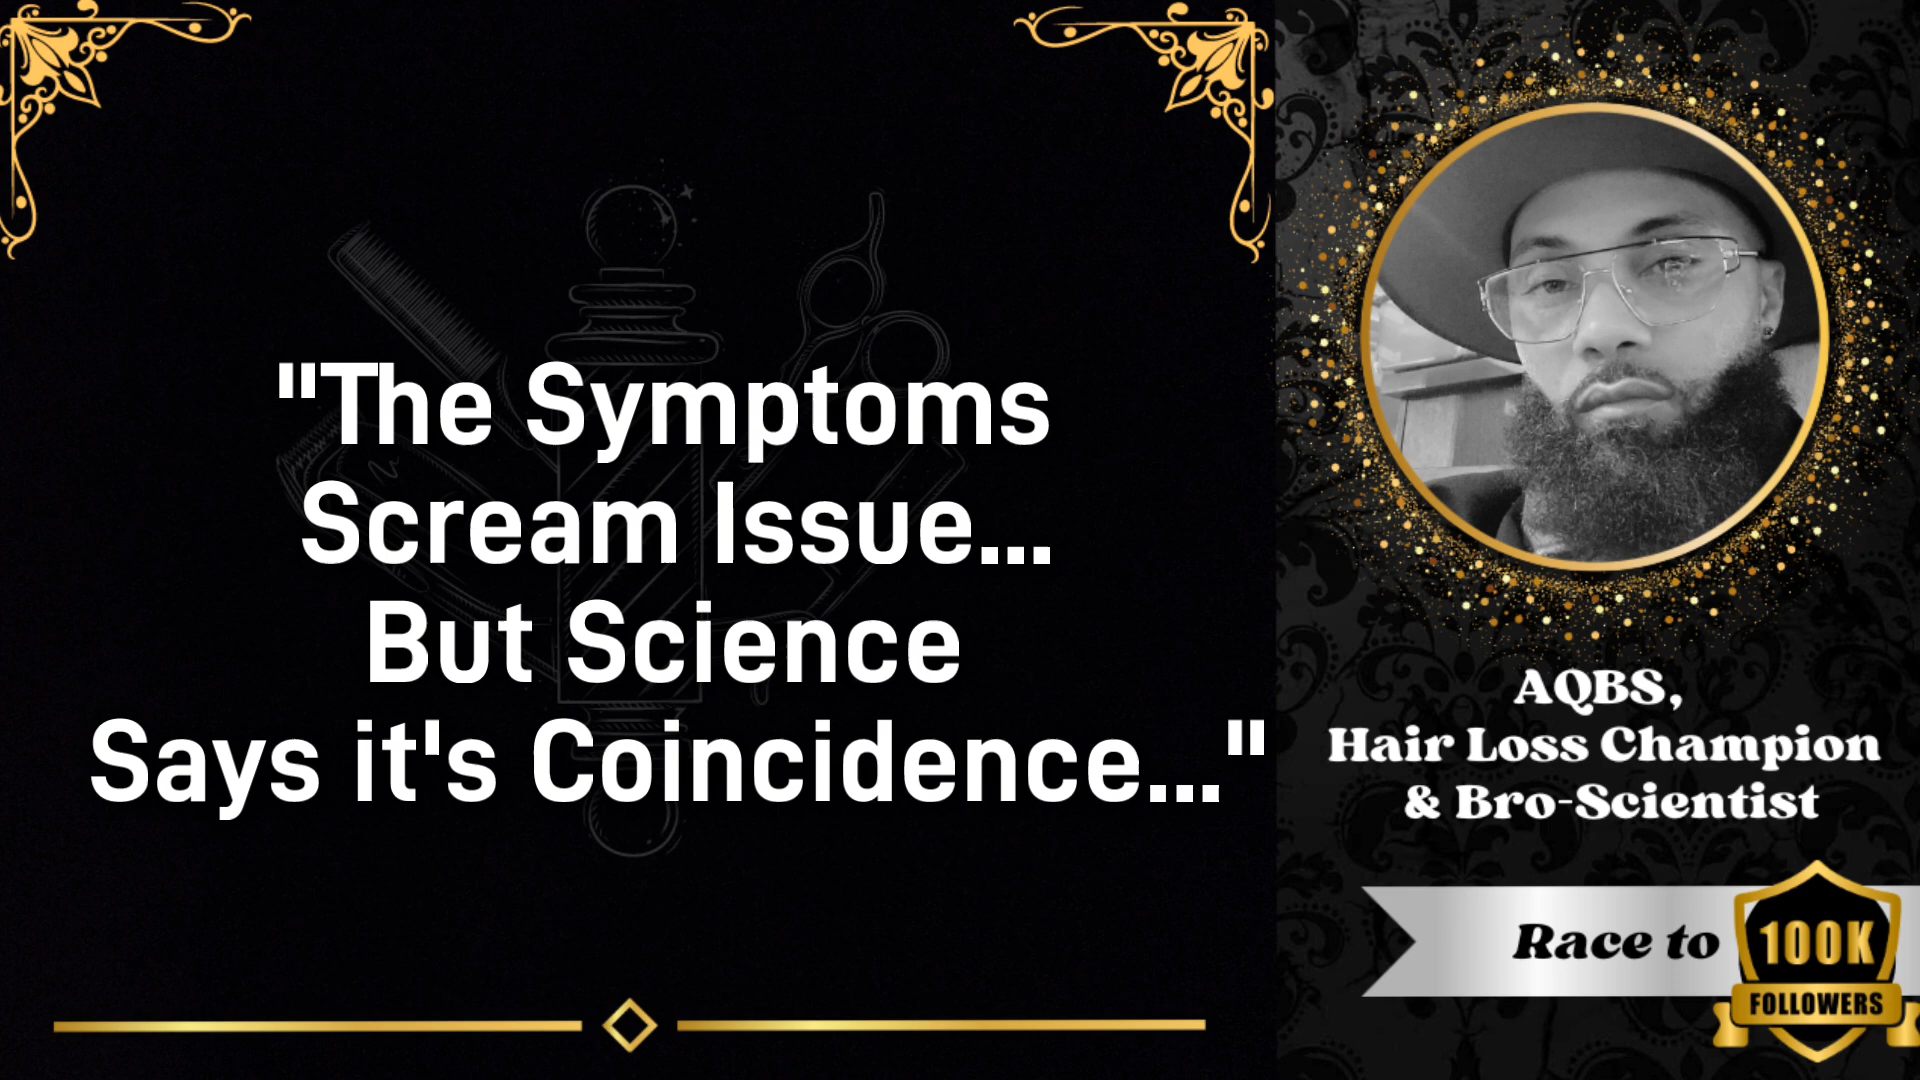 "The Symptoms
Scream Issue...
But Science
Says it's Coincidence..."
AQBS,
Hair Loss Champion
& Bro-Scientist
Race to
100K
FOLLOWERS